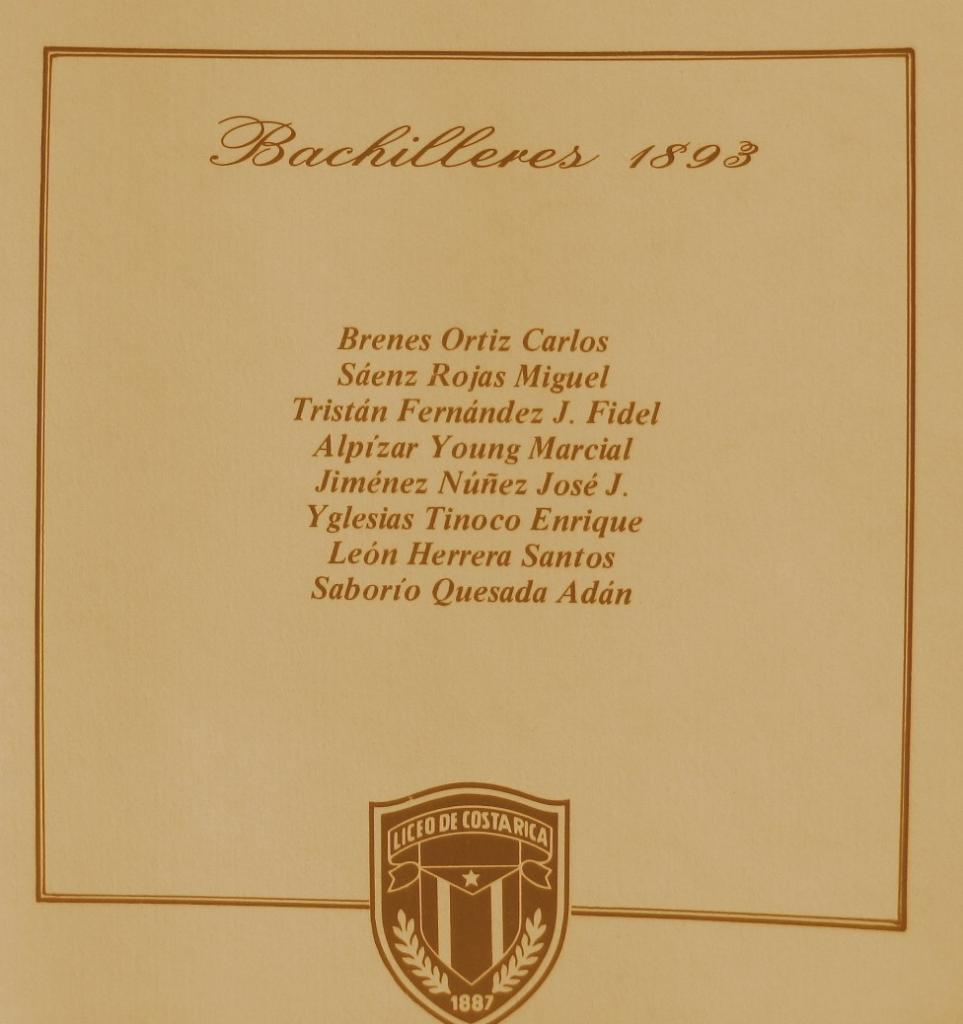 Bachilleres 1893
Brenes Ortiz Carlos
Sáenz Rojas Miguel
Tristán Fernández J. Fidel
Alpízar Young Marcial
Jiménez Núñez José J.
Yglesias Tinoco Enrique
León Herrera Santos
Saborío Quesada Adán
LICEO DE COSTA RICA
1887